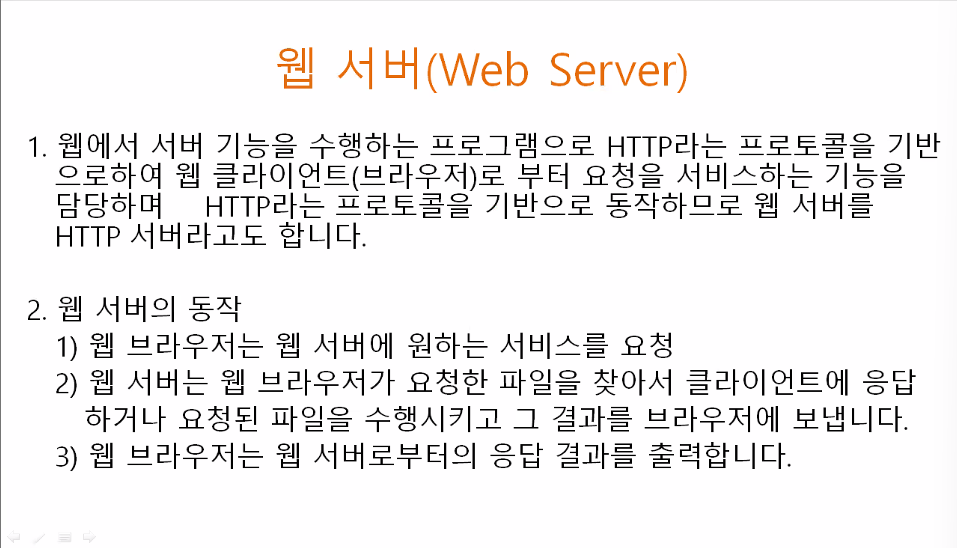 웹 서버(Web Server)
1. 웹에서 서버 기능을 수행하는 프로그램으로 HTTP라는 프로토콜을 기반
으로하여 웹 클라이언트(브라우저)로 부터 요청을 서비스하는 기능을
담당하며 HTTP라는 프로토콜을 기반으로 동작하므로 웹 서버를
HTTP 서버라고도 합니다.
2. 웹 서버의 동작
1) 웹 브라우저는 웹 서버에 원하는 서비스를 요청
2) 웹 서버는 웹 브라우저가 요청한 파일을 찾아서 클라이언트에 응답
하거나 요청된 파일을 수행시키고 그 결과를 브라우저에 보냅니다.
3) 웹 브라우저는 웹 서버로부터의 응답 결과를 출력합니다.